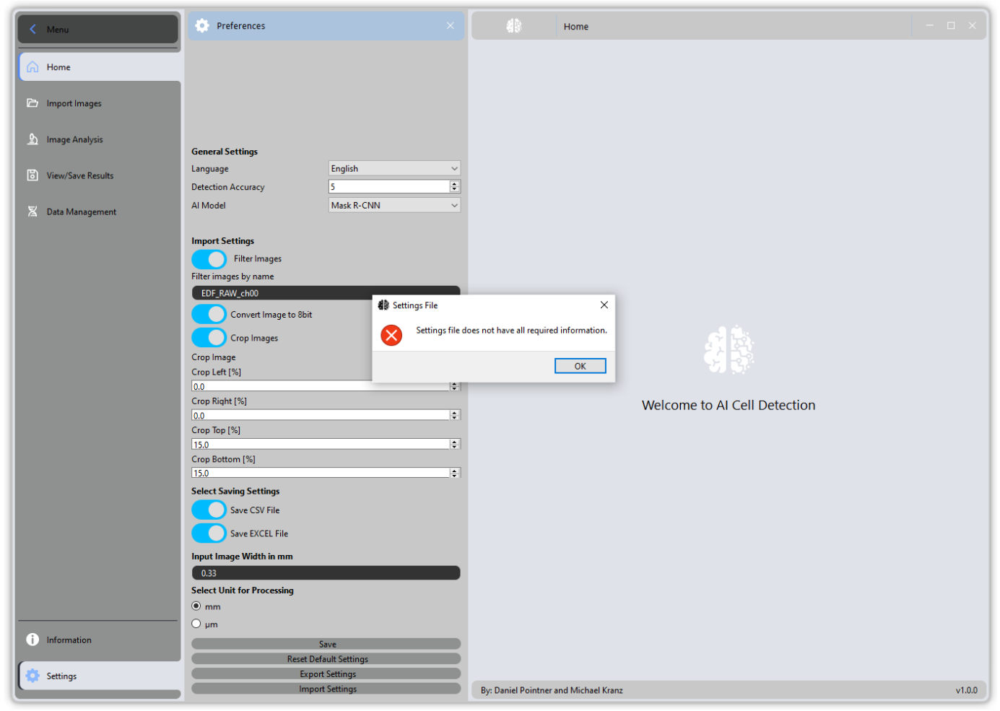 Menu
Home
Import Images
Image Analysis
View/Save Results
Data Management
Information
Settings
Preferences
General Settings
Language
English
Detection Accuracy
5
AI Model
Mask R-CNN
Import Settings
Filter Images
Filter images by name
EDF_RAW_ch00
Convert Image to 8bit
Crop Images
Crop Image
Crop Left [%]
0.0
Crop Right [%]
0.0
Crop Top [%]
15.0
Crop Bottom [%]
15.0
Select Saving Settings
Save CSV File
Save EXCEL File
Input Image Width in mm
0.33
Select Unit for Processing
mm
µm
Save
Reset Default Settings
Export Settings
Import Settings
Settings File
Settings file does not have all required information.
OK
Home
Welcome to AI Cell Detection
By: Daniel Pointner and Michael Kranz
v1.0.0